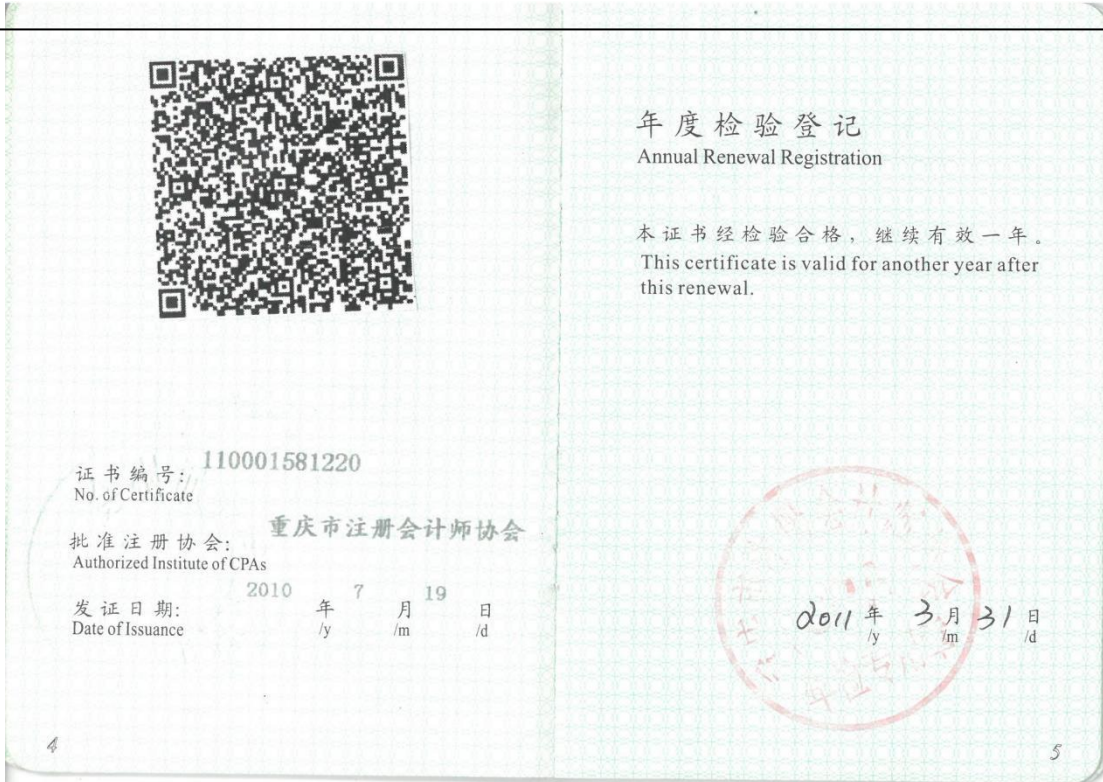 证书编号: 110001581220
No. of Certificate
批准注册协会: 重庆市注册会计师协会
Authorized Institute of CPAs
发证日期: 2010 年 7 月 19 日
Date of Issuance /y /m /d
4
年度检验登记
Annual Renewal Registration
本证书经检验合格，继续有效一年。
This certificate is valid for another year after
this renewal.
2011 年 3 月 31 日
/y /m /d
5